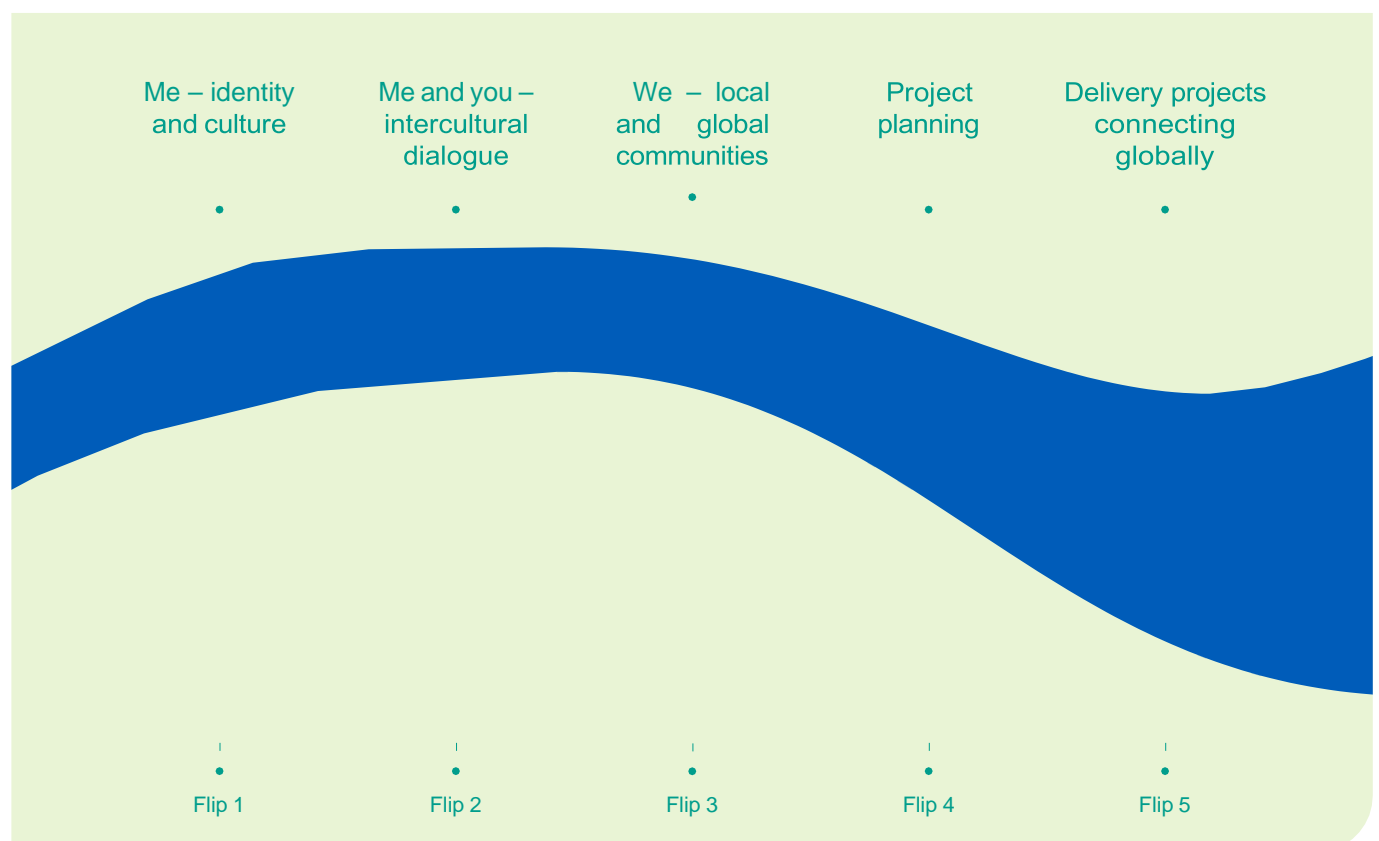 Me – identity
and culture
Me and you –
intercultural
dialogue
We – local
and global
communities
Project
planning
Delivery projects
connecting
globally
Flip 1
Flip 2
Flip 3
Flip 4
Flip 5